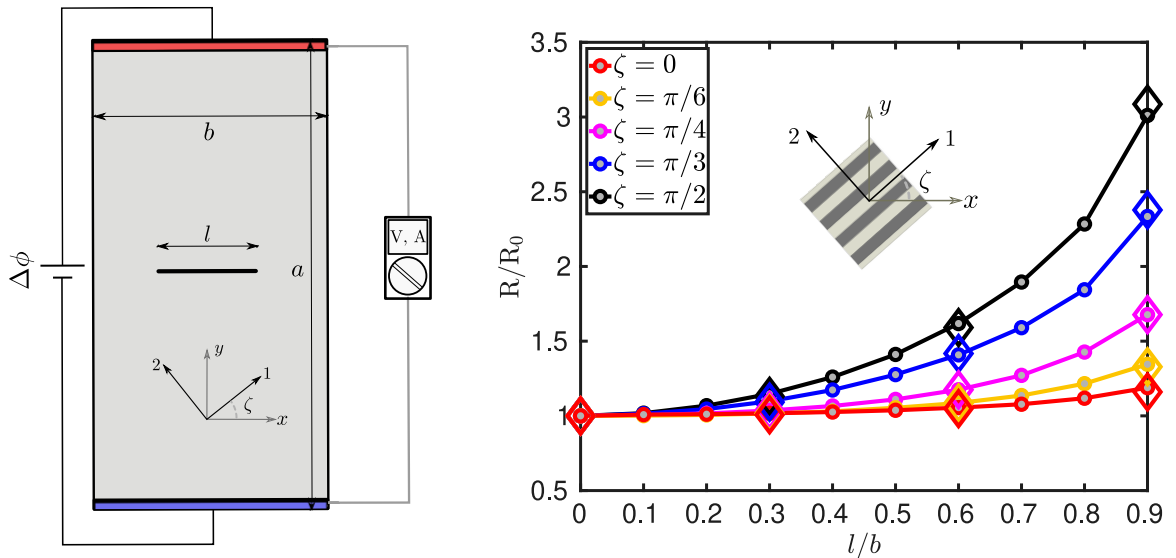 b
l
Δϕ
a
V, A
2
y
1
ζ
x
3.5
3
2.5
2
1.5
1
0.5
R/R₀
ζ = 0
ζ = π/6
ζ = π/4
ζ = π/3
ζ = π/2
y
2
1
ζ
x
0 0.1 0.2 0.3 0.4 0.5 0.6 0.7 0.8 0.9
l/b